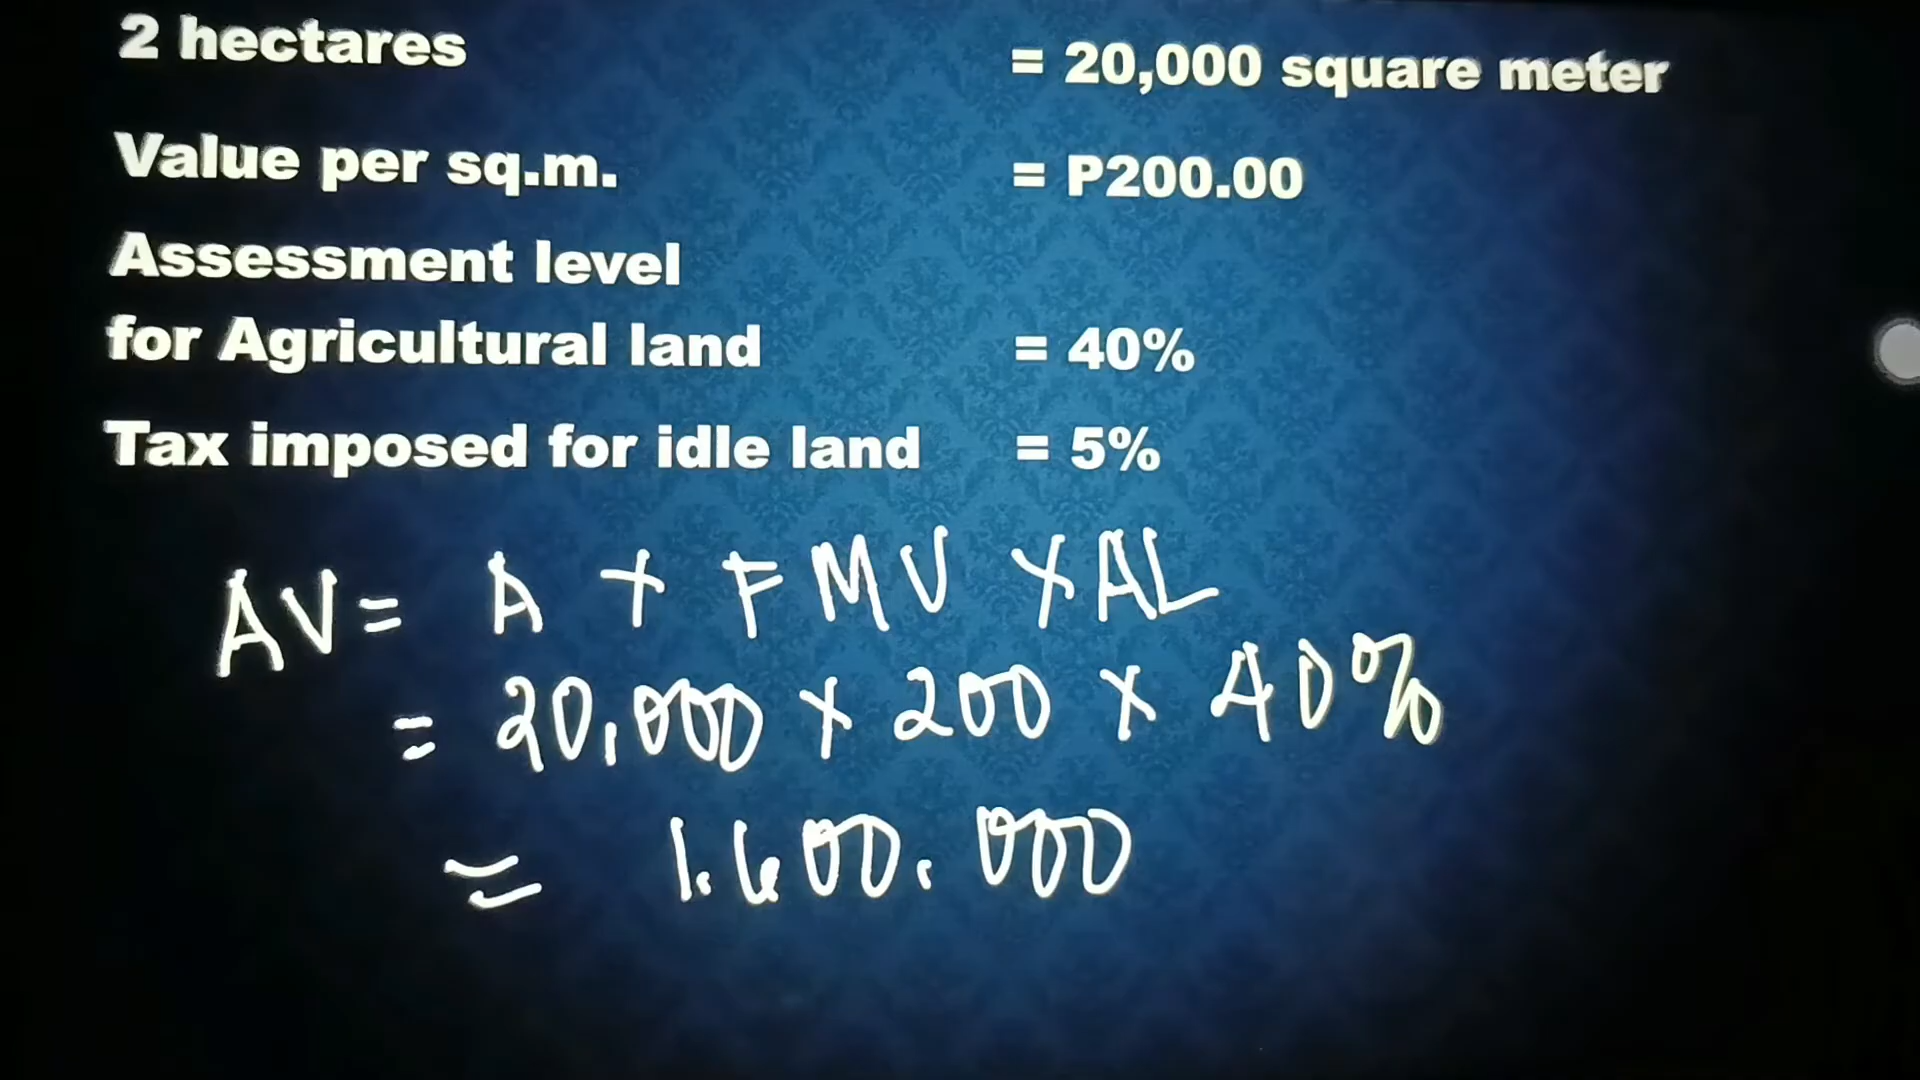 2 hectares = 20,000 square meter
Value per sq.m. = P200.00
Assessment level
for Agricultural land = 40%
Tax imposed for idle land = 5%
AV = A x FMV x AL
= 20,000 x 200 x 40%
= 1,600,000